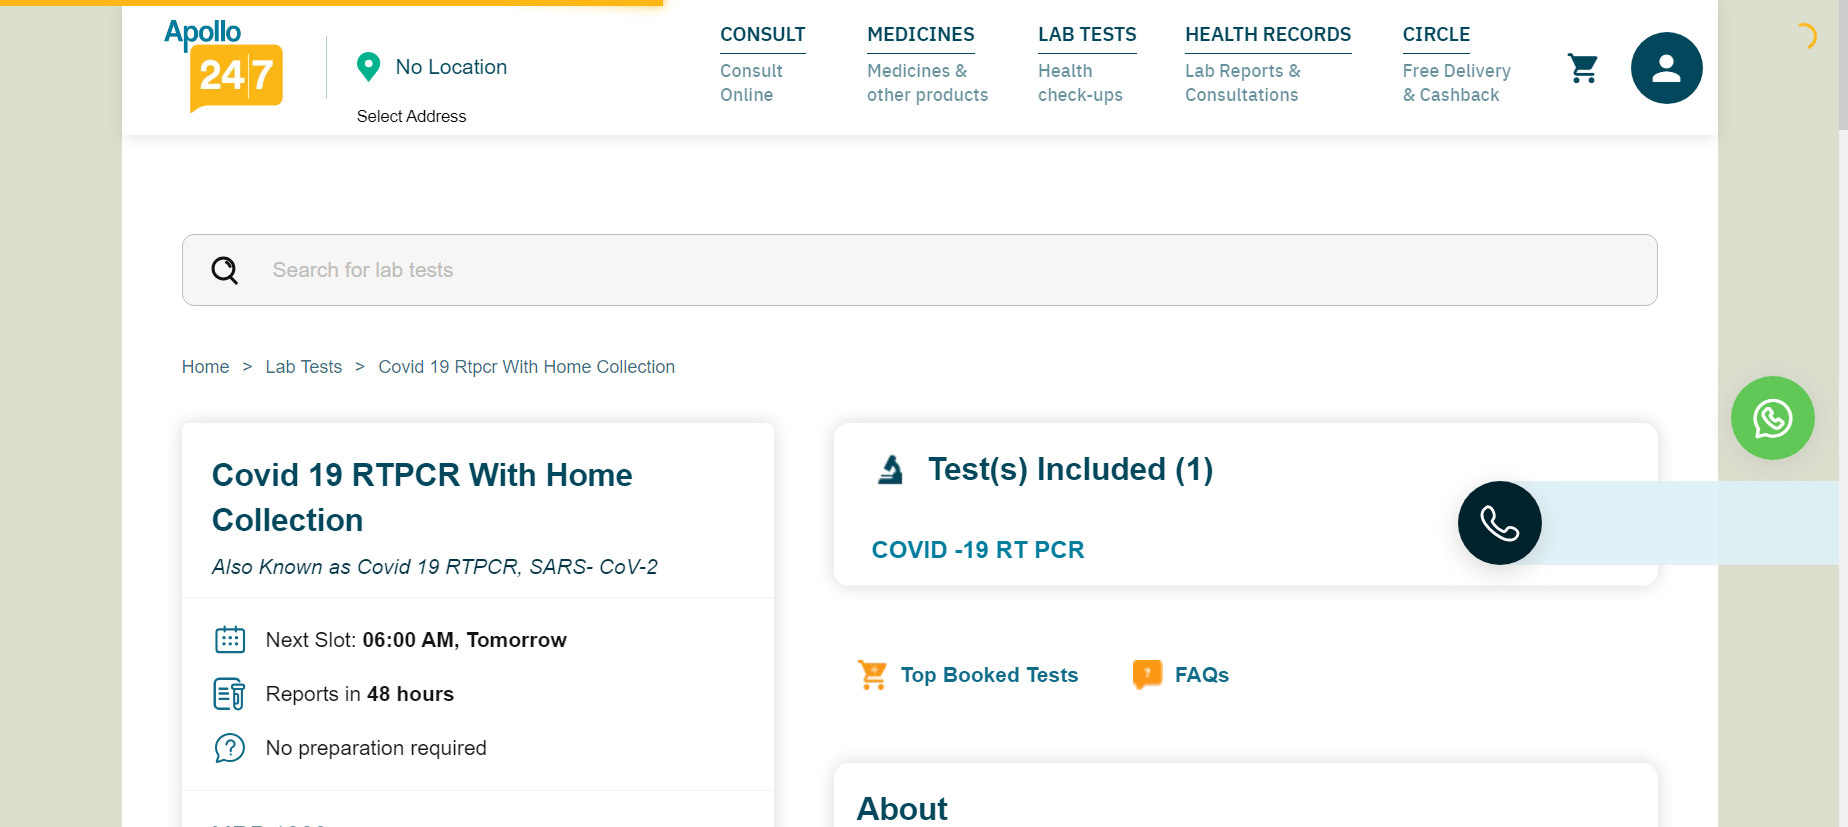 Apollo
24|7
No Location
Select Address
CONSULT
Consult
Online
MEDICINES
Medicines &
other products
LAB TESTS
Health
check-ups
HEALTH RECORDS
Lab Reports &
Consultations
CIRCLE
Free Delivery
& Cashback
Search for lab tests
Home > Lab Tests > Covid 19 Rtpcr With Home Collection
Covid 19 RTPCR With Home
Collection
Also Known as Covid 19 RTPCR, SARS- CoV-2
Next Slot: 06:00 AM, Tomorrow
Reports in 48 hours
No preparation required
Test(s) Included (1)
COVID -19 RT PCR
Top Booked Tests
FAQs
About